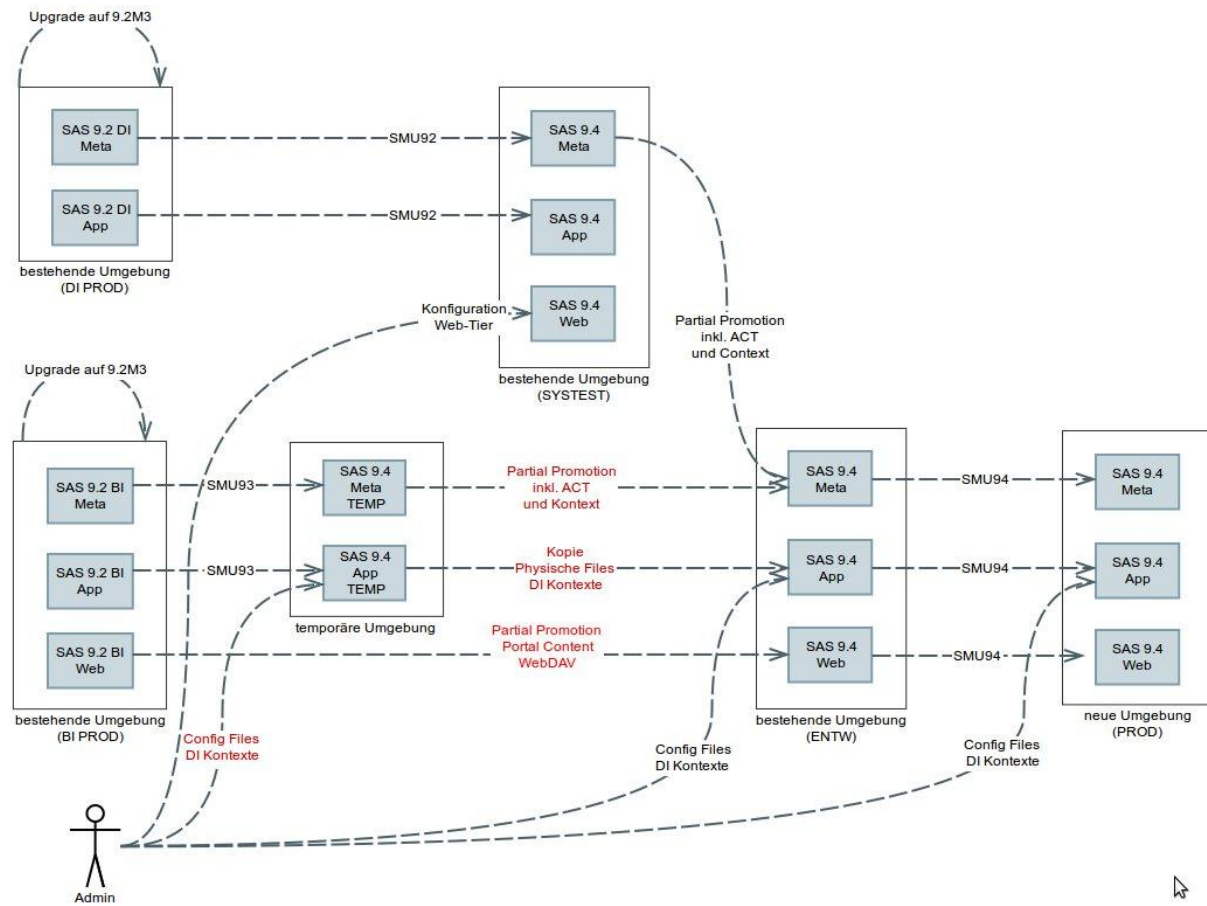 Upgrade auf 9.2M3
SAS 9.2 DI
Meta
SAS 9.2 DI
App
bestehende Umgebung
(DI PROD)
SMU92
SMU92
SAS 9.4
Meta
SAS 9.4
App
SAS 9.4
Web
bestehende Umgebung
(SYSTEST)
Konfiguration
Web-Tier
Partial Promotion
inkl. ACT
und Context
Upgrade auf 9.2M3
SAS 9.2 BI
Meta
SAS 9.2 BI
App
SAS 9.2 BI
Web
bestehende Umgebung
(BI PROD)
SMU93
SMU93
SAS 9.4
Meta
TEMP
SAS 9.4
App
TEMP
temporäre Umgebung
Partial Promotion
inkl. ACT
und Kontext
Kopie
Physische Files
DI Kontexte
Partial Promotion
Portal Content
WebDAV
SAS 9.4
Meta
SAS 9.4
App
SAS 9.4
Web
bestehende Umgebung
(ENTW)
SMU94
SMU94
SMU94
SAS 9.4
Meta
SAS 9.4
App
SAS 9.4
Web
neue Umgebung
(PROD)
Config Files
DI Kontexte
Config Files
DI Kontexte
Config Files
DI Kontexte
Admin